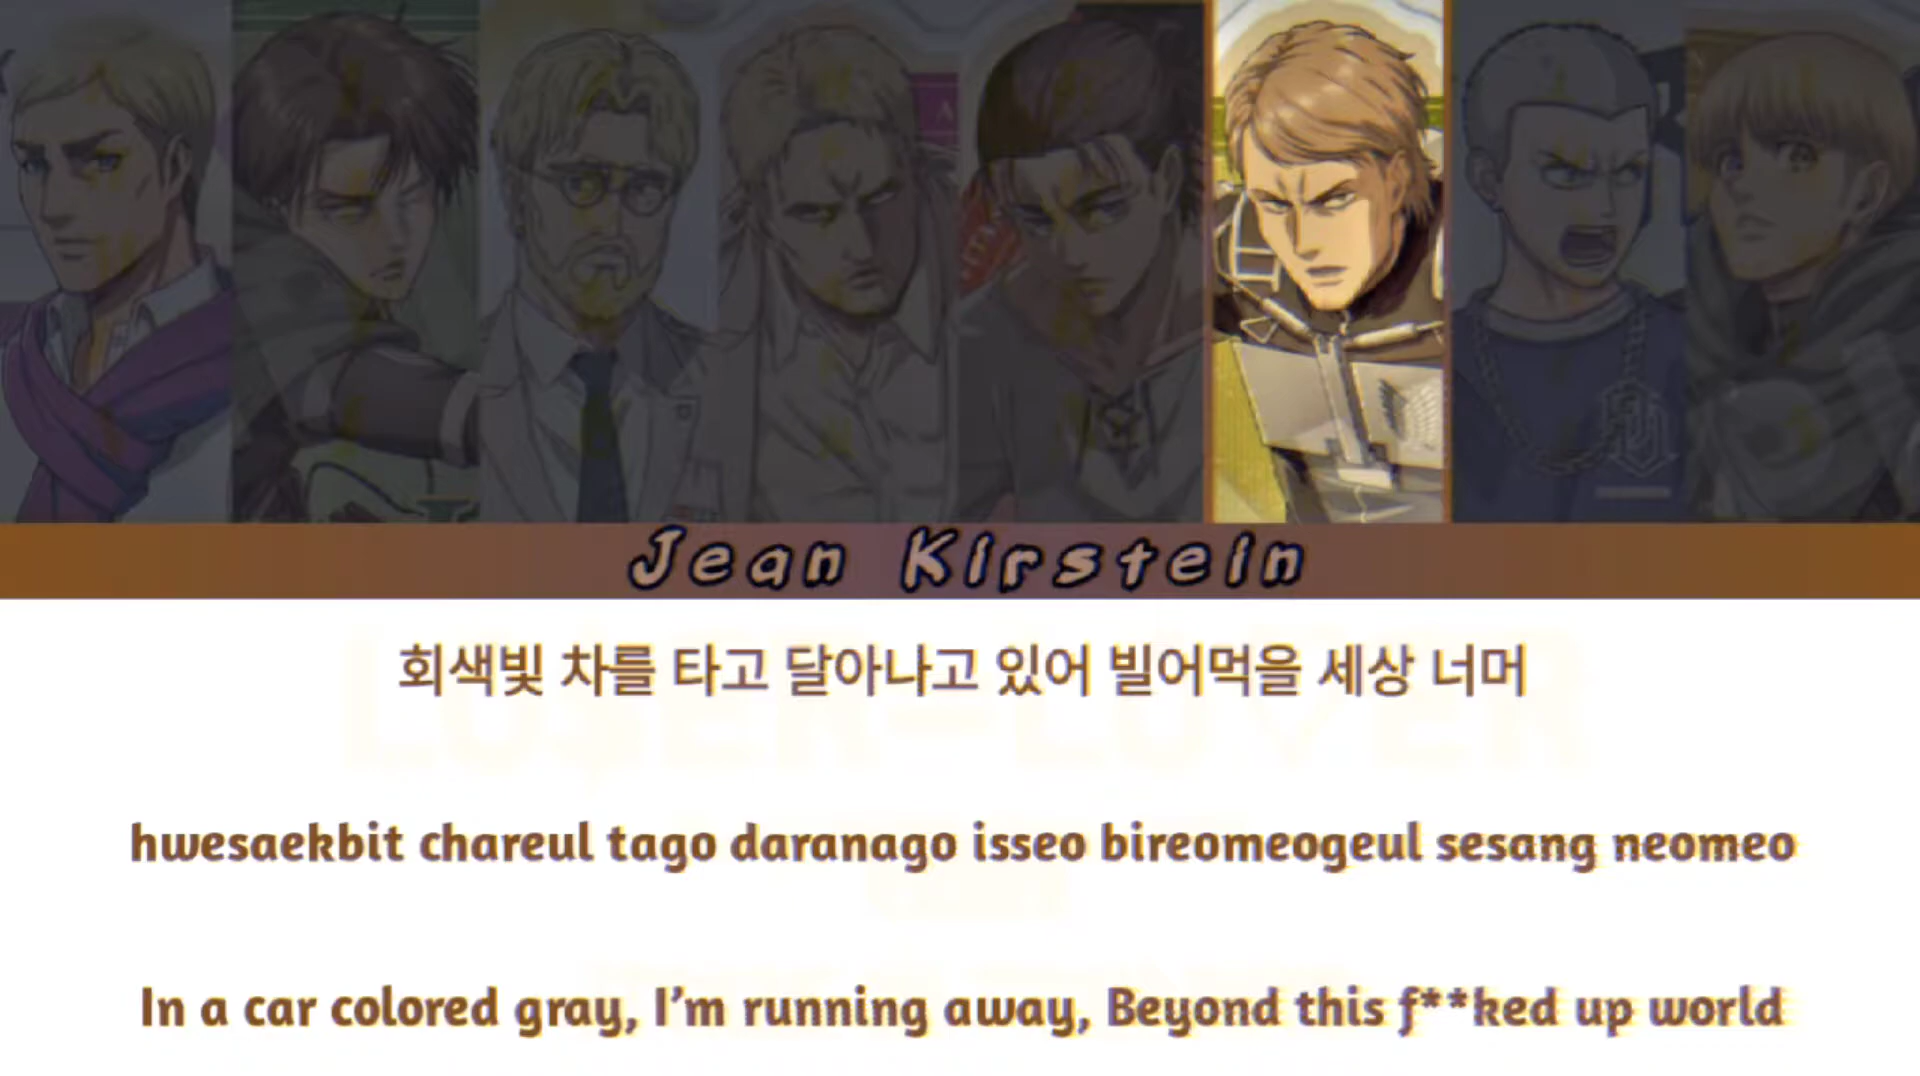 Jean Kirstein
회색빛 차를 타고 달아나고 있어 빌어먹을 세상 너머
hwesaekbit chareul tago daranago isseo bireomeogeul sesang neomeo
In a car colored gray, I'm running away, Beyond this f**ked up world